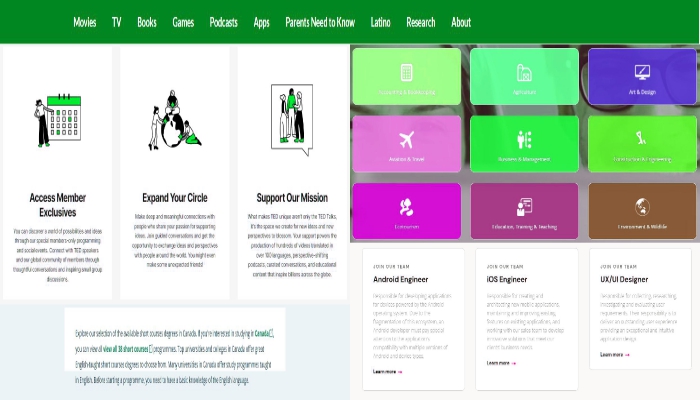 Movies TV Books Games Podcasts Apps Parents Need to Know Latino Research About
Access Member
Exclusives
You can discover a world of possibilities and ideas
through our special members-only programming
and social events. Connect with TED speakers
and our global community of members through
thoughtful conversations and inspiring small group
discussions.
Expand Your Circle
Make deep and meaningful connections with
people who share your passion for supporting
ideas. Join guided conversations and get the
opportunity to exchange ideas and perspectives
with people around the world. You might even
make some unexpected friends!
Support Our Mission
What makes TED unique aren't only the TED Talks,
it's the space we create for new ideas and new
perspectives to blossom. Your support powers the
production of hundreds of videos translated in
over 100 languages, perspective-shifting
podcasts, curated conversations, and educational
content that inspire billions across the globe.
Agriculture
Art & Design
Aviation & Travel
Business & Management
Construction & Engineering
Economics
Education, Training & Teaching
Environment & Wildlife
Explore our selection of the available short courses degrees in Canada. If you're interested in studying in Canada,
you can view all view all 38 short courses programmes. Top universities and colleges in Canada offer great
English taught short courses degrees to choose from. Many universities in Canada offer study programmes taught
in English. Before starting a programme, you need to have a basic knowledge of the English language.
JOIN OUR TEAM
Android Engineer
Responsible for developing applications
for devices powered by the Android
operating system. Due to the
fragmentation of this ecosystem, an
Android developer must pay special
attention to the application's
compatibility with multiple versions of
Android and device types.
Learn more →
JOIN OUR TEAM
iOS Engineer
Responsible for creating and
architecting new mobile applications,
maintaining and improving existing
features on existing applications, and
working with our sales team to develop
innovative solutions that meet our
client's needs.
Learn more →
JOIN OUR TEAM
UX/UI Designer
Responsible for collecting, researching,
investigating and evaluating user
requirements. Their responsibility is to
deliver an outstanding user experience
providing an exceptional and intuitive
application design.
Learn more →